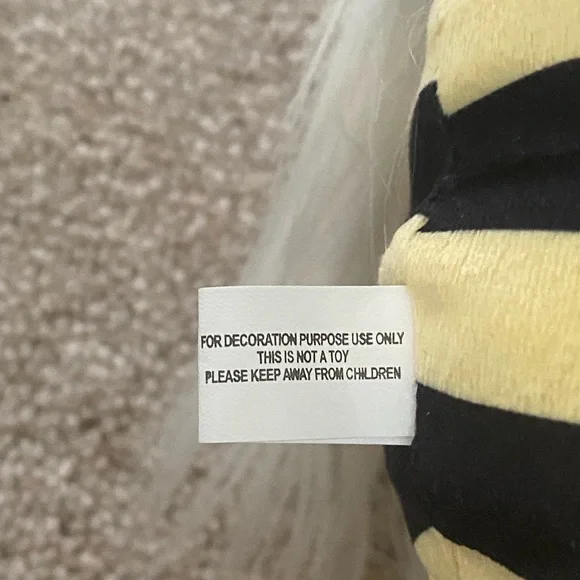 FOR DECORATION PURPOSE USE ONLY
THIS IS NOT A TOY
PLEASE KEEP AWAY FROM CHILDREN